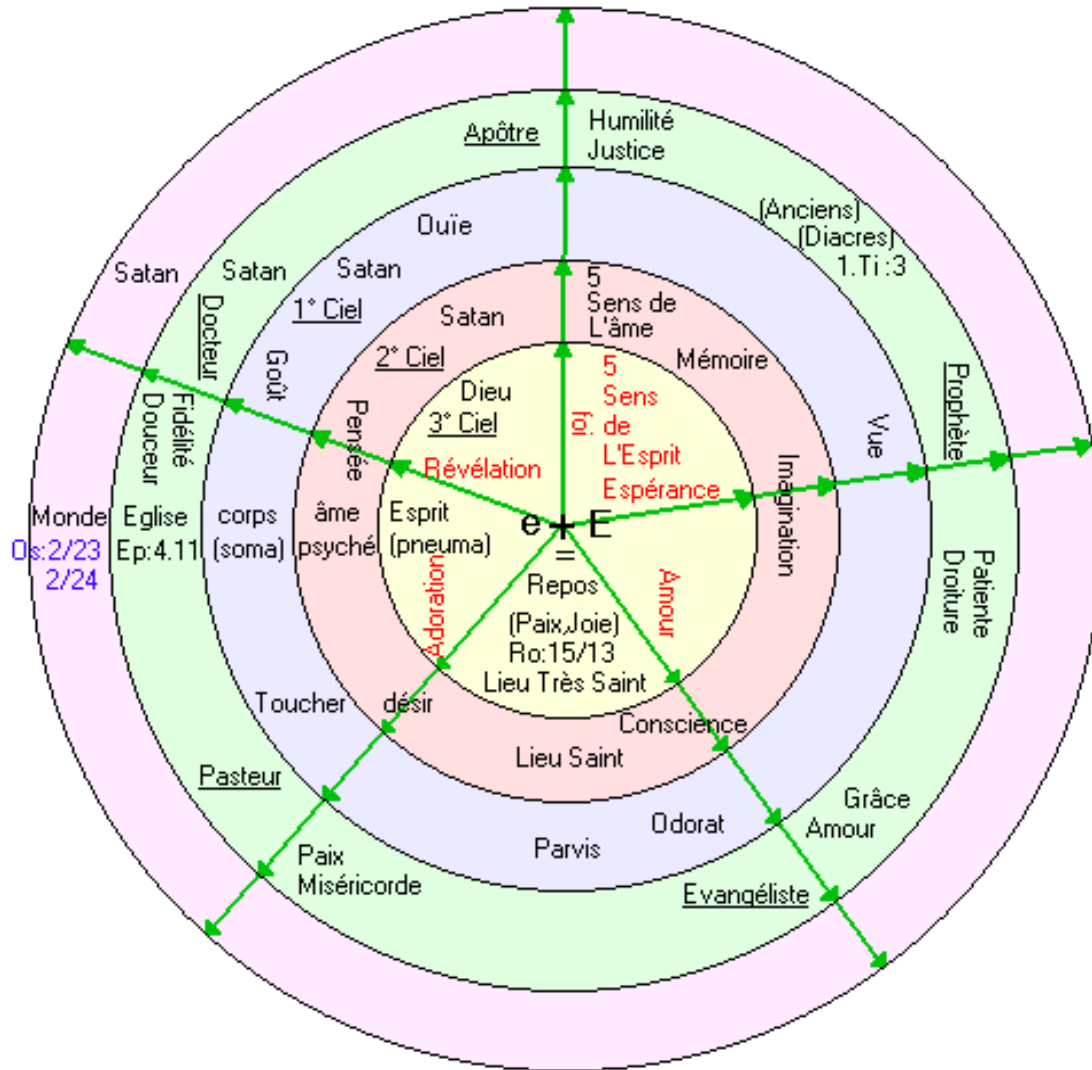 Apôtre
Humilité
Justice
(Anciens)
(Diacres)
1.Ti :3
Ouïe
Satan
Satan
Satan
1° Ciel
Docteur
Goût
Satan
2° Ciel
5
Sens de
L'âme
Mémoire
Dieu
3° Ciel
foi
5
Sens
de
L'Esprit
Espérance
Révélation
Pensée
Fidélité
Douceur
Vue
Prophète
Imagination
Monde
Os:2/23
2/24
Eglise
Ep:4.11
corps
(soma)
âme
psyché
Esprit
(pneuma)
e + E
=
Repos
(Paix,Joie)
Ro:15/13
Lieu Très Saint
Adoration
Amour
Patiente
Droiture
Toucher
désir
Conscience
Lieu Saint
Pasteur
Odorat
Parvis
Grâce
Amour
Paix
Miséricorde
Evangéliste